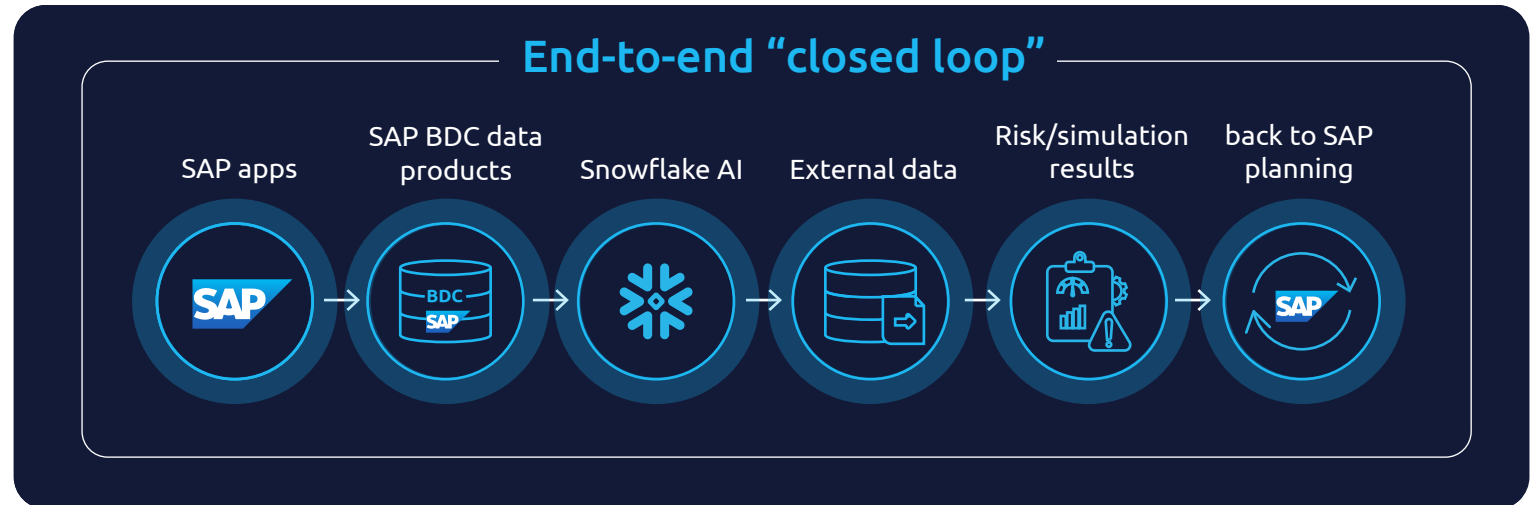 End-to-end “closed loop”
SAP apps
SAP BDC data
products
Snowflake AI
External data
Risk/simulation
results
back to SAP
planning
SAP
BDC
SAP
SAP